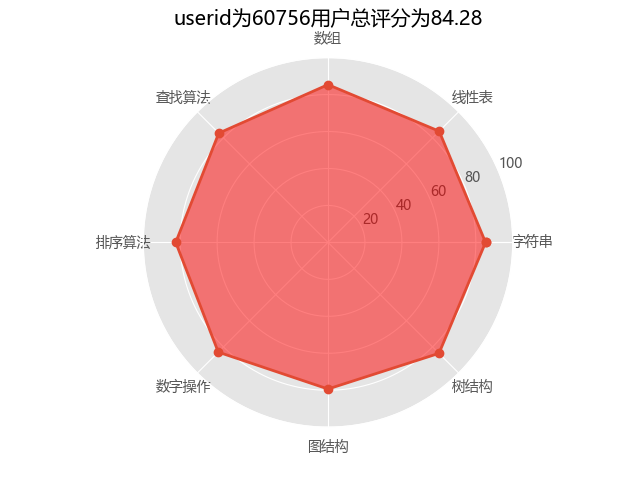 userid为60756用户总评分为84.28
数组
查找算法
线性表
100
80
60
40
20
排序算法
字符串
数字操作
树结构
图结构